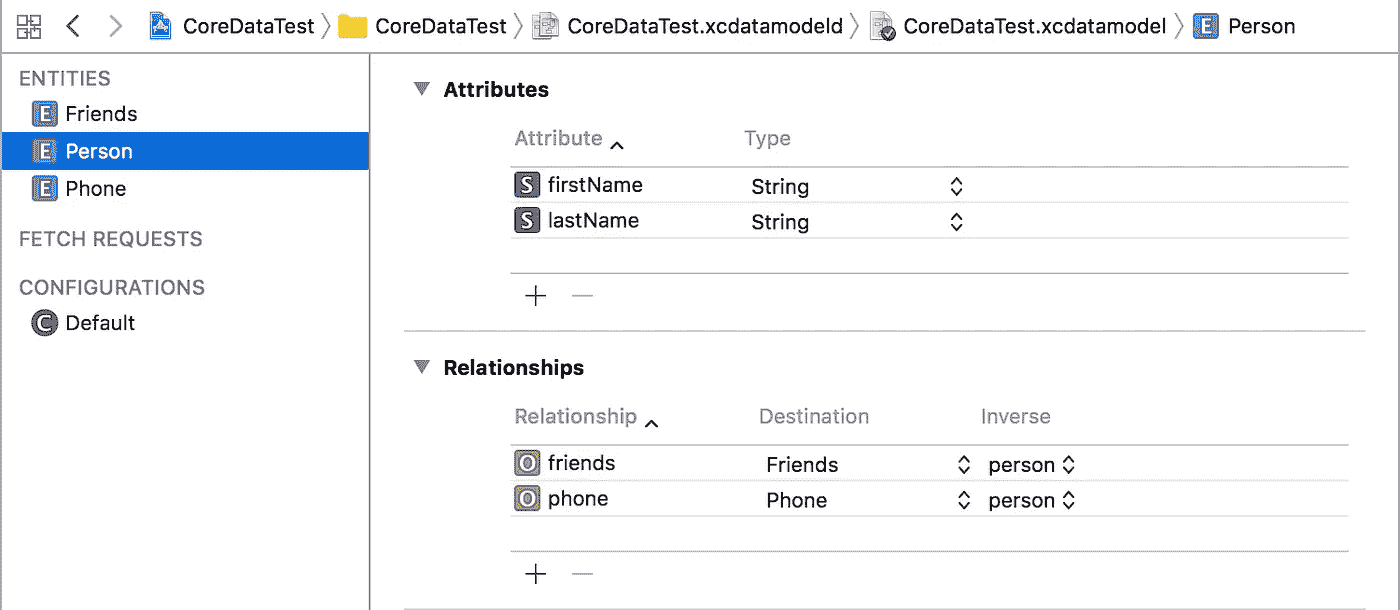 CoreDataTest CoreDataTest CoreDataTest.xcdatamodeld CoreDataTest.xcdatamodel E Person
ENTITIES
E Friends
E Person
E Phone
FETCH REQUESTS
CONFIGURATIONS
C Default
Attributes
Attribute Type
S firstName String
S lastName String
+ −
Relationships
Relationship Destination Inverse
O friends Friends person
O phone Phone person
+ −